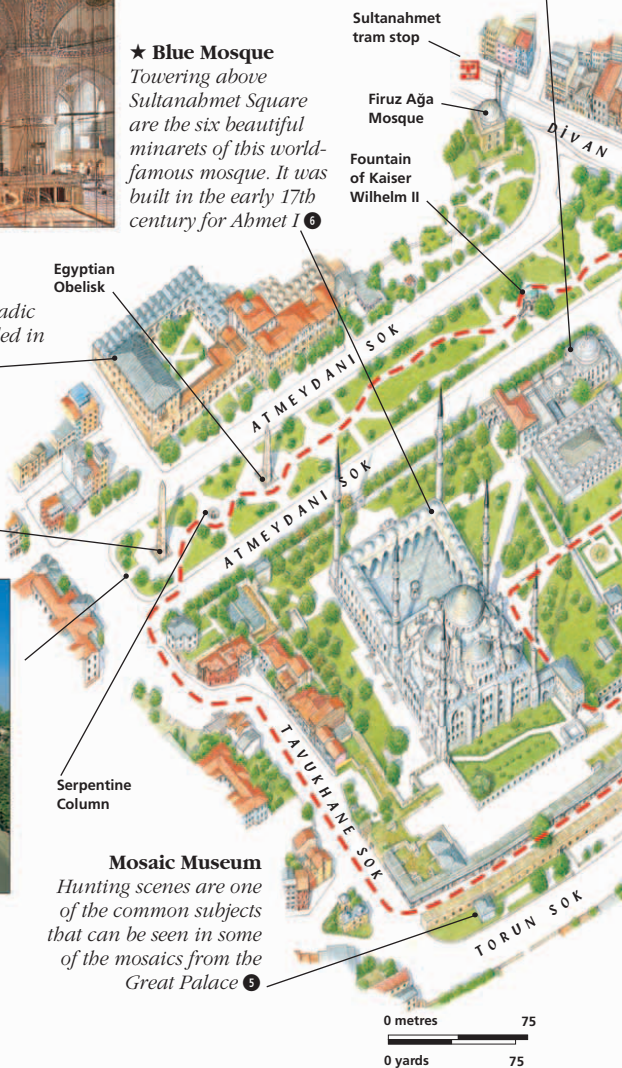 Sultanahmet
tram stop
★ Blue Mosque
Towering above
Sultanahmet Square
are the six beautiful
minarets of this world-
famous mosque. It was
built in the early 17th
century for Ahmet I 6
Firuz Ağa
Mosque
DİVAN
Fountain
of Kaiser
Wilhelm II
Egyptian
Obelisk
ATMEYDANI SOK
ATMEYDANI SOK
Serpentine
Column
TAVUKHANE SOK
Mosaic Museum
Hunting scenes are one
of the common subjects
that can be seen in some
of the mosaics from the
Great Palace 5
TORUN SOK
0 metres 75
0 yards 75